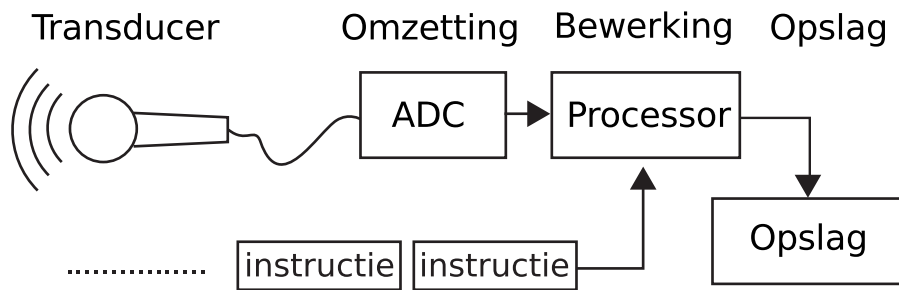 Transducer Omzetting Bewerking Opslag
ADC Processor
Opslag
instructie instructie